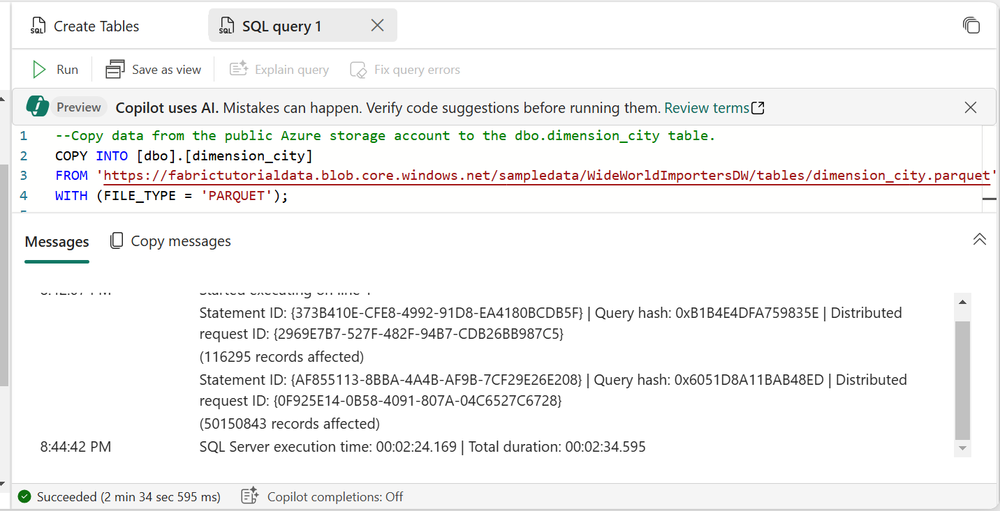 Create Tables
SQL query 1
Run
Save as view
Explain query
Fix query errors
Preview
Copilot uses AI. Mistakes can happen. Verify code suggestions before running them. Review terms
1 --Copy data from the public Azure storage account to the dbo.dimension_city table.
2 COPY INTO [dbo].[dimension_city]
3 FROM 'https://fabrictutorialdata.blob.core.windows.net/sampledata/WideWorldImportersDW/tables/dimension_city.parquet'
4 WITH (FILE_TYPE = 'PARQUET');
Messages
Copy messages
Statement ID: {373B410E-CFE8-4992-91D8-EA4180BCDB5F} | Query hash: 0xB1B4E4DFA759835E | Distributed
request ID: {2969E7B7-527F-482F-94B7-CDB26BB987C5}
(116295 records affected)
Statement ID: {AF855113-8BBA-4A4B-AF9B-7CF29E26E208} | Query hash: 0x6051D8A11BAB48ED | Distributed
request ID: {0F925E14-0B58-4091-807A-04C6527C6728}
(50150843 records affected)
8:44:42 PM SQL Server execution time: 00:02:24.169 | Total duration: 00:02:34.595
Succeeded (2 min 34 sec 595 ms)
Copilot completions: Off